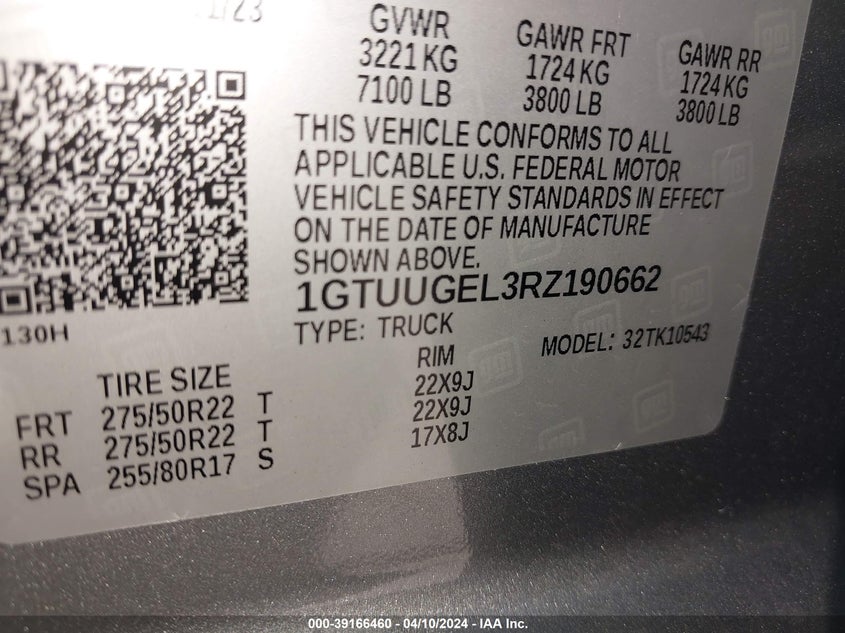 1/23
GVWR
3221 KG
7100 LB
GAWR FRT
1724 KG
3800 LB
GAWR RR
1724 KG
3800 LB
THIS VEHICLE CONFORMS TO ALL
APPLICABLE U.S. FEDERAL MOTOR
VEHICLE SAFETY STANDARDS IN EFFECT
ON THE DATE OF MANUFACTURE
SHOWN ABOVE.
1GTUUGEL3RZ190662
TYPE: TRUCK
MODEL: 32TK10543
130H
TIRE SIZE
RIM
FRT 275/50R22 T 22X9J
RR 275/50R22 T 22X9J
SPA 255/80R17 S 17X8J
gm
000-39166460 - 04/10/2024 - IAA Inc.